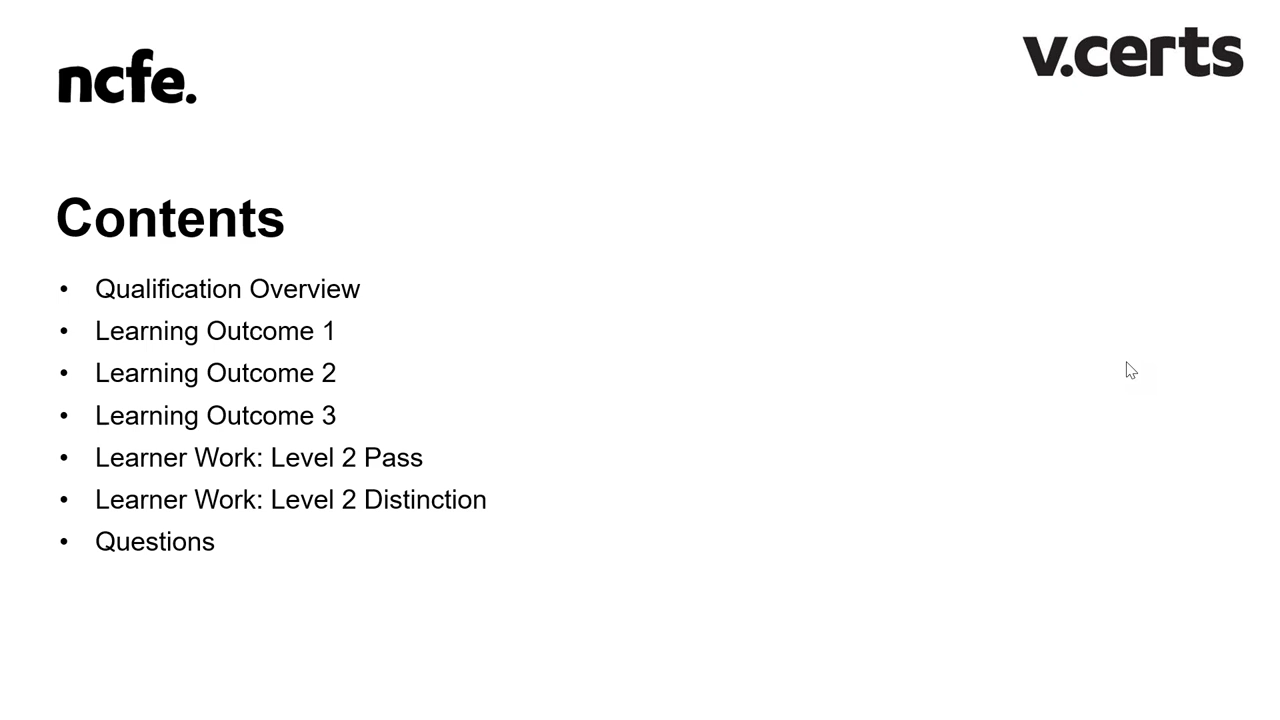 ncfe.
v.certs
Contents
• Qualification Overview
• Learning Outcome 1
• Learning Outcome 2
• Learning Outcome 3
• Learner Work: Level 2 Pass
• Learner Work: Level 2 Distinction
• Questions